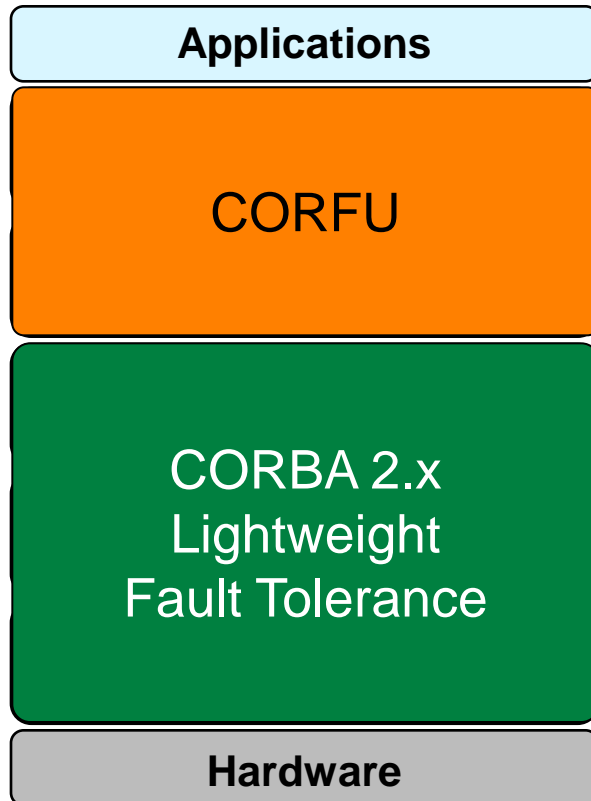 Applications
CORFU
CORBA 2.x
Lightweight
Fault Tolerance
Hardware